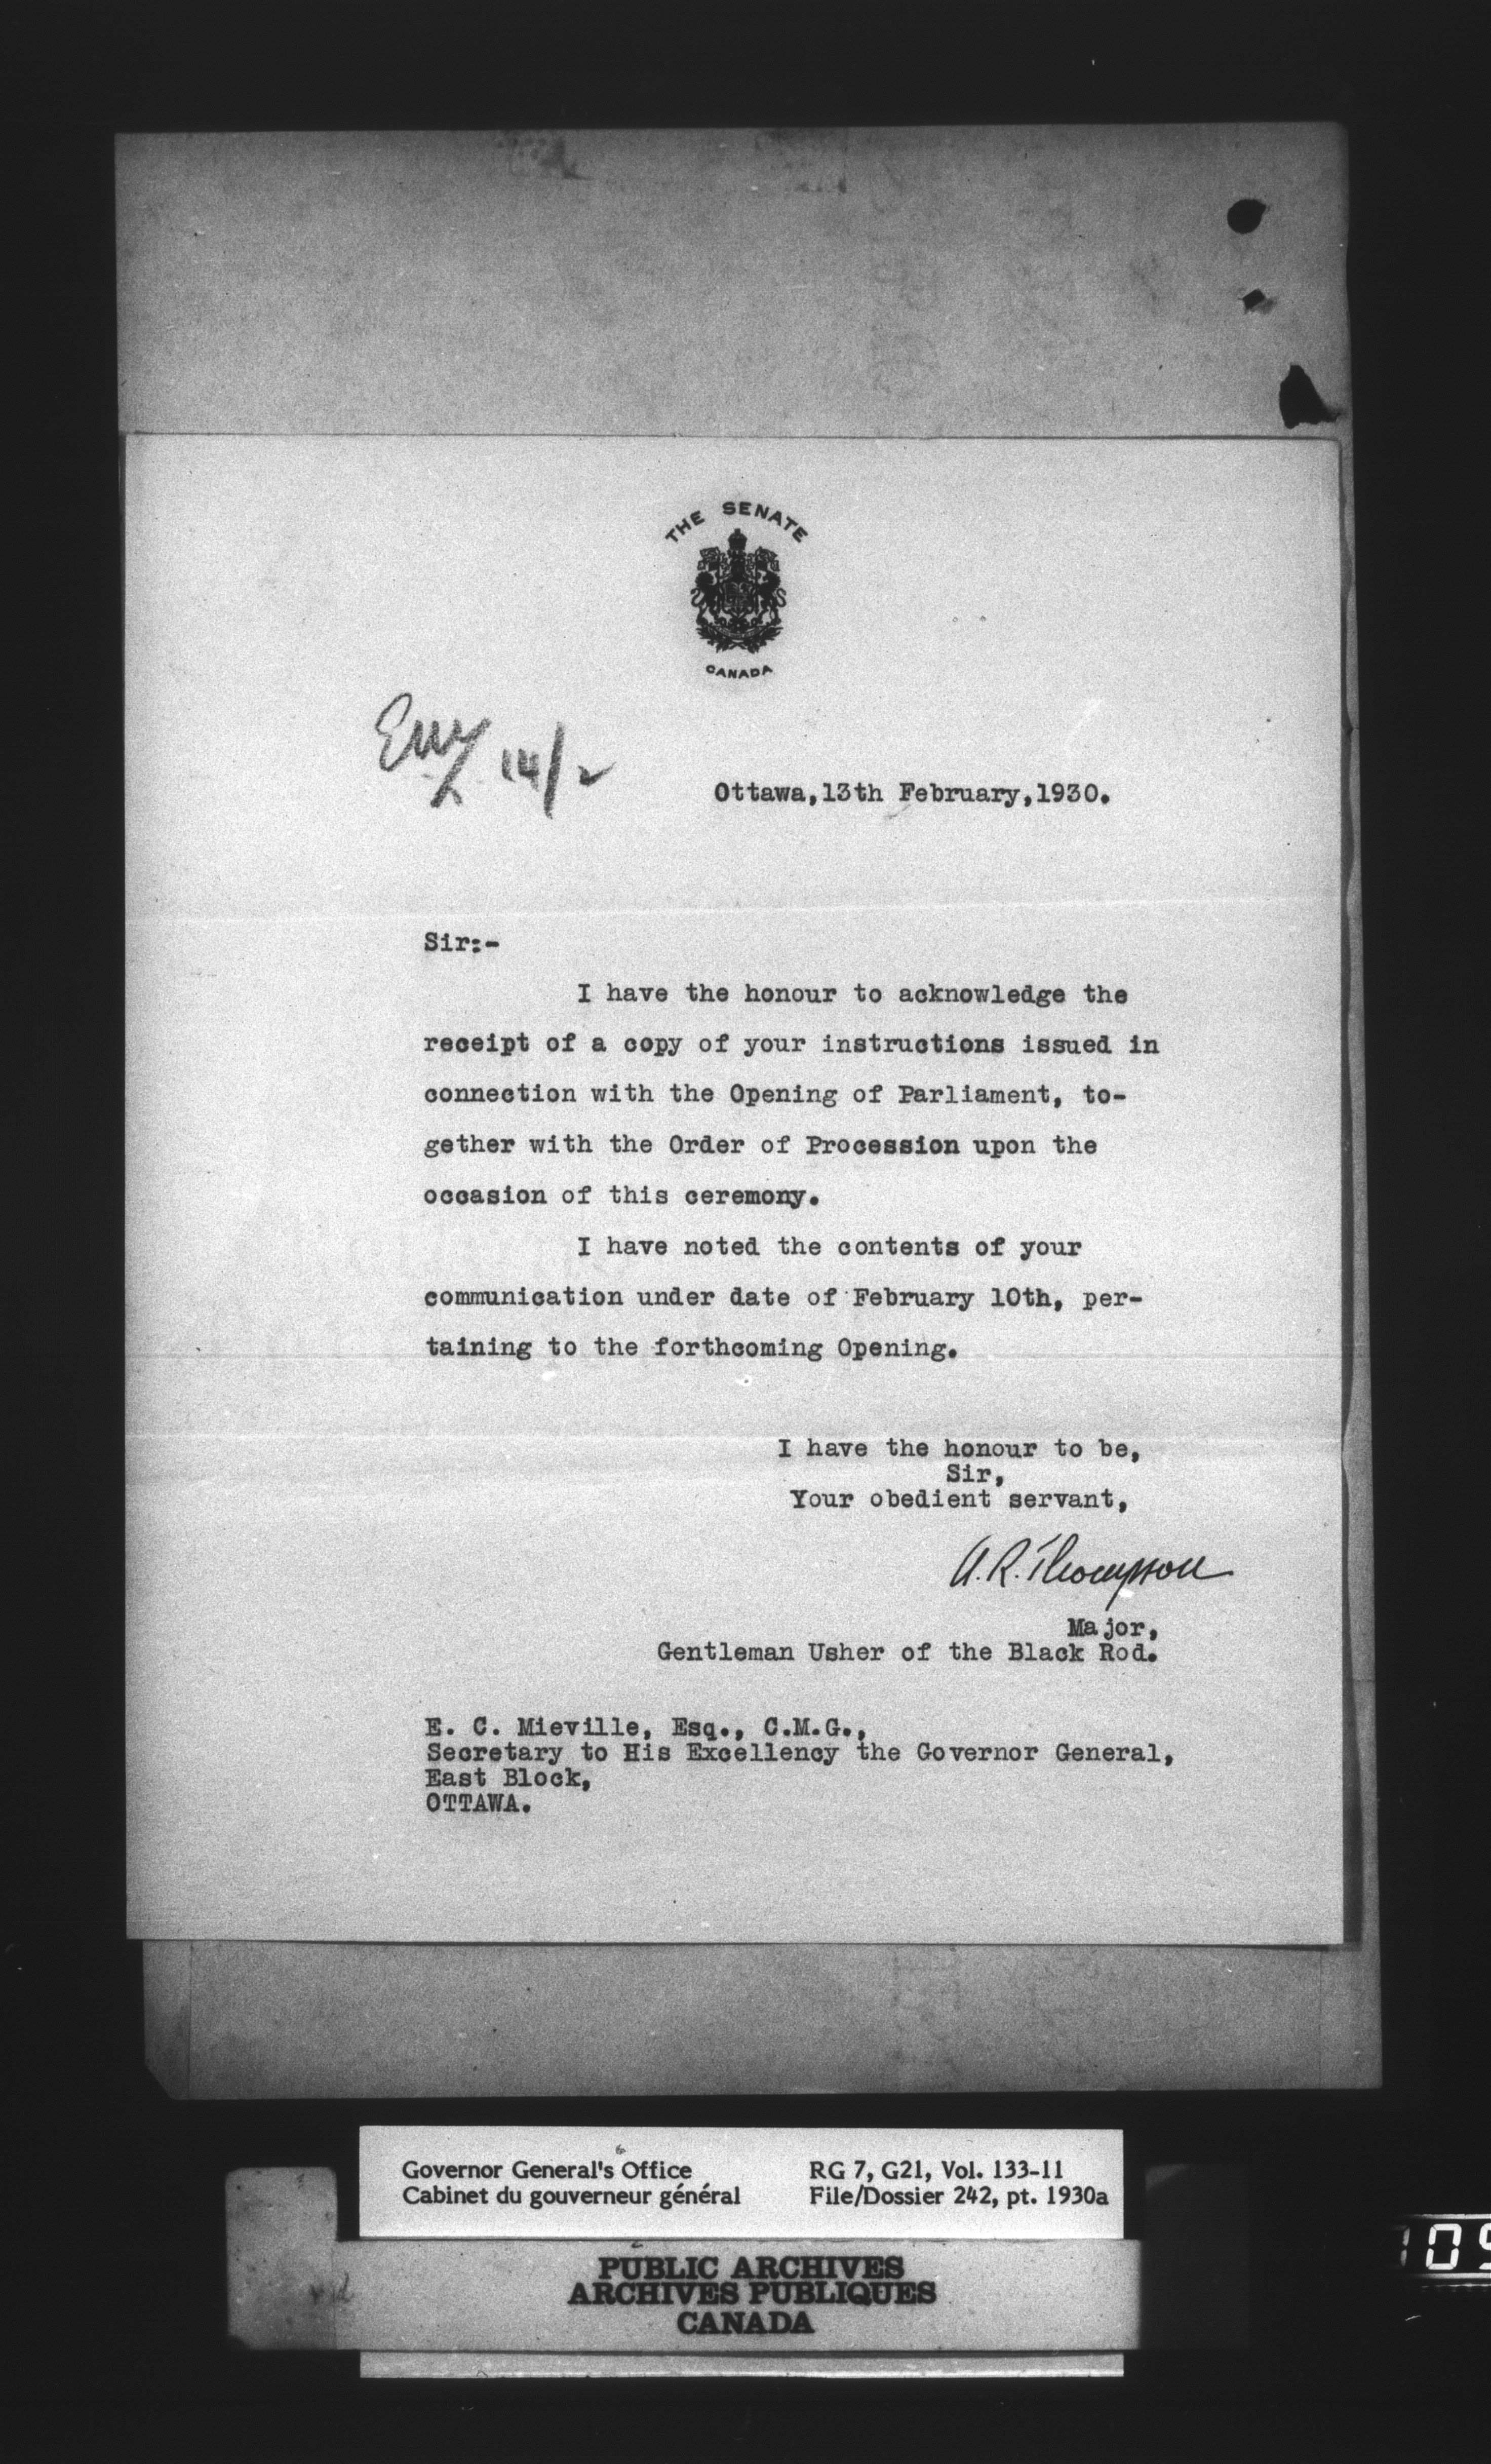 THE SENATE
CANADA
14/2
Ottawa,13th February,1930.
Sir:-
I have the honour to acknowledge the
receipt of a copy of your instructions issued in
connection with the Opening of Parliament, to-
gether with the Order of Procession upon the
occasion of this ceremony.
I have noted the contents of your
communication under date of February 10th, per-
taining to the forthcoming Opening.
I have the honour to be,
Sir,
Your obedient servant,
A.R. Thompson
Major,
Gentleman Usher of the Black Rod.
E. C. Mieville, Esq., C.M.G.,
Secretary to His Excellency the Governor General,
East Block,
OTTAWA.
Governor General's Office
Cabinet du gouverneur général
RG 7, G21, Vol. 133-11
File/Dossier 242, pt. 1930a
PUBLIC ARCHIVES
ARCHIVES PUBLIQUES
CANADA